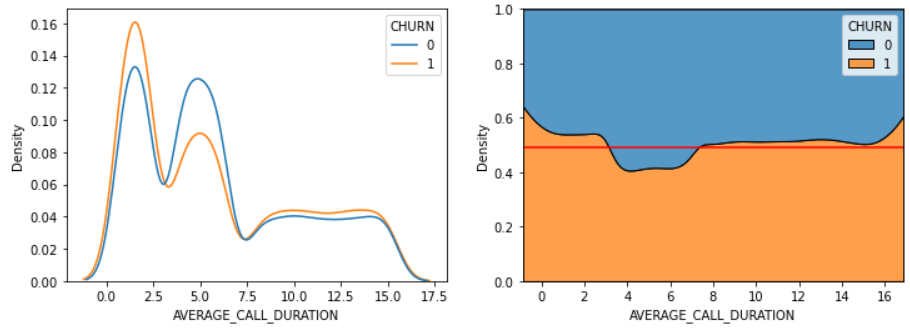 CHURN
0
1
0.16
0.14
0.12
0.10
0.08
0.06
0.04
0.02
0.00
Density
0.0 2.5 5.0 7.5 10.0 12.5 15.0 17.5
AVERAGE_CALL_DURATION
CHURN
0
1
1.0
0.8
0.6
0.4
0.2
0.0
Density
0 2 4 6 8 10 12 14 16
AVERAGE_CALL_DURATION